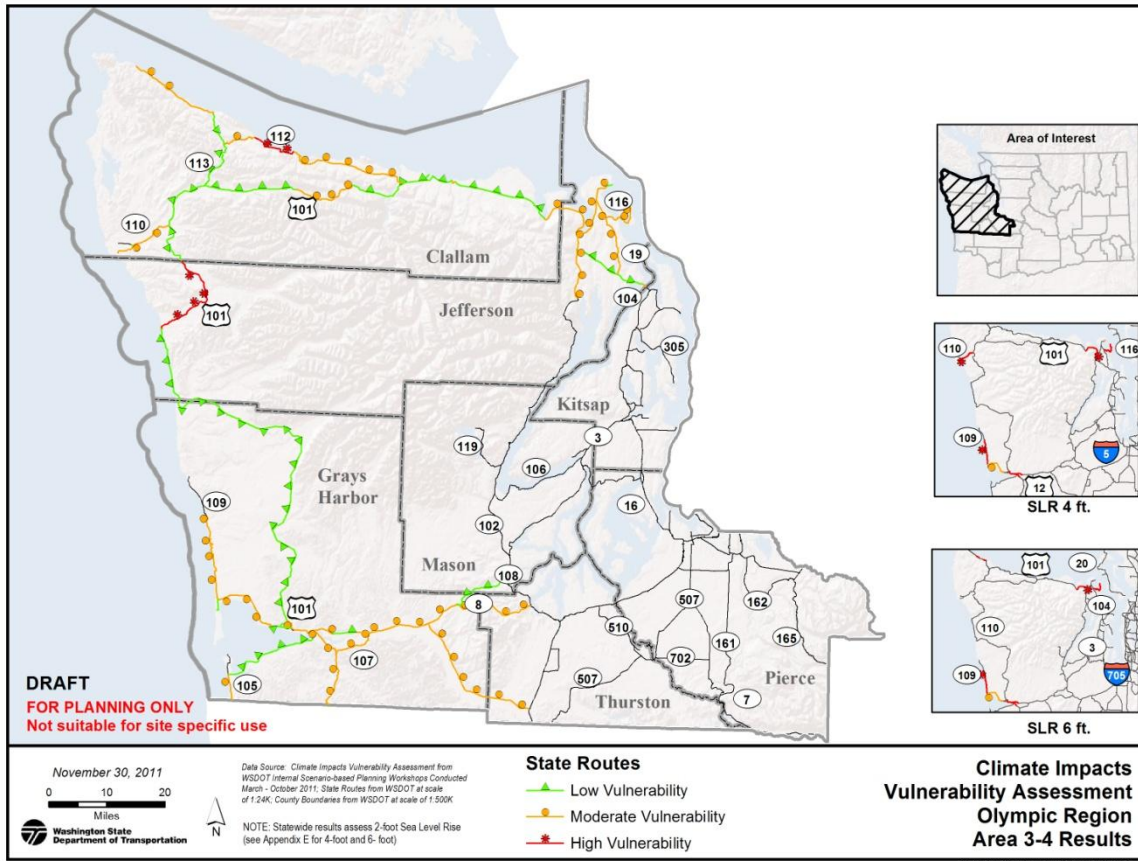 112
113
101
110
116
Clallam
19
101
Jefferson
104
305
Kitsap
3
119
106
Grays
Harbor
109
16
102
Mason
108
101
8
507
162
510
161
165
107
702
105
507
Pierce
Thurston
7
DRAFT
FOR PLANNING ONLY
Not suitable for site specific use
Area of Interest
110
101
116
109
5
12
SLR 4 ft.
101
20
104
110
3
109
705
SLR 6 ft.
November 30, 2011
0 10 20
Miles
Washington State
Department of Transportation
N
Data Source: Climate Impacts Vulnerability Assessment from
WSDOT Internal Scenario-based Planning Workshops Conducted
March - October 2011; State Routes from WSDOT at scale
of 1:24K; County Boundaries from WSDOT at scale of 1:500K
NOTE: Statewide results assess 2-foot Sea Level Rise
(see Appendix E for 4-foot and 6- foot)
State Routes
Low Vulnerability
Moderate Vulnerability
High Vulnerability
Climate Impacts
Vulnerability Assessment
Olympic Region
Area 3-4 Results